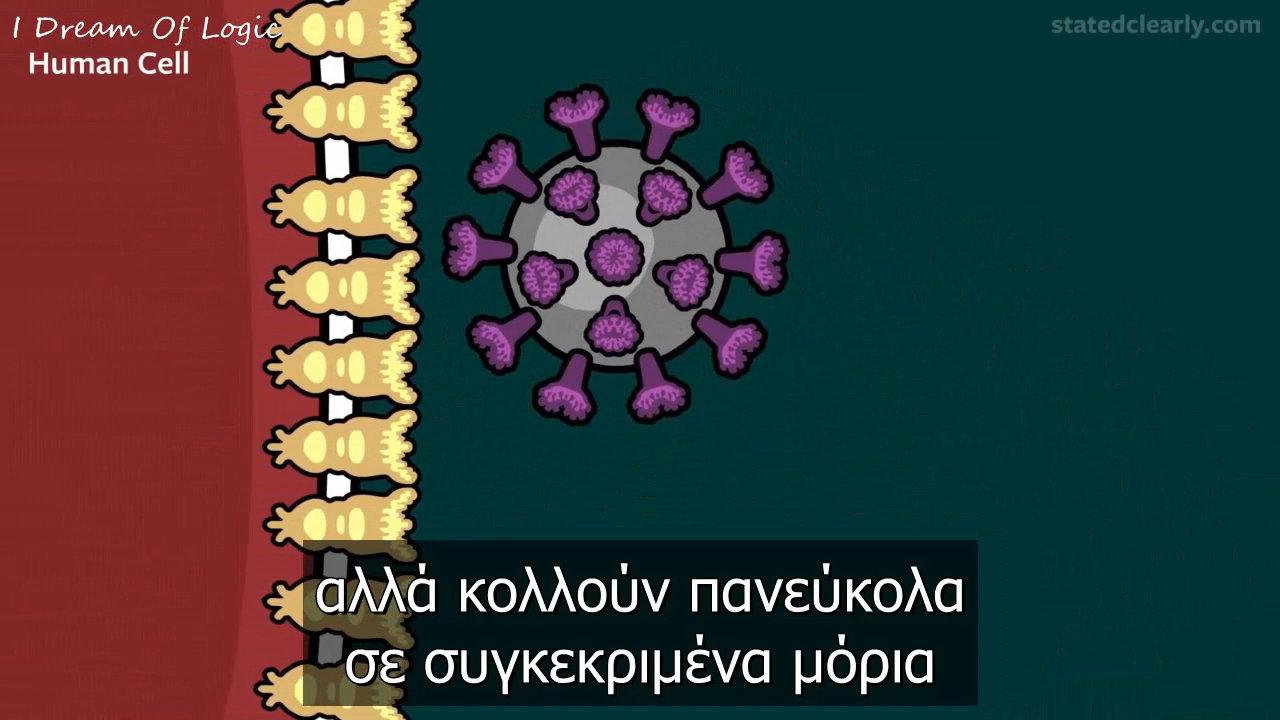 I Dream Of Logic
statedclearly.com
Human Cell
αλλά κολλούν πανεύκολα
σε συγκεκριμένα μόρια